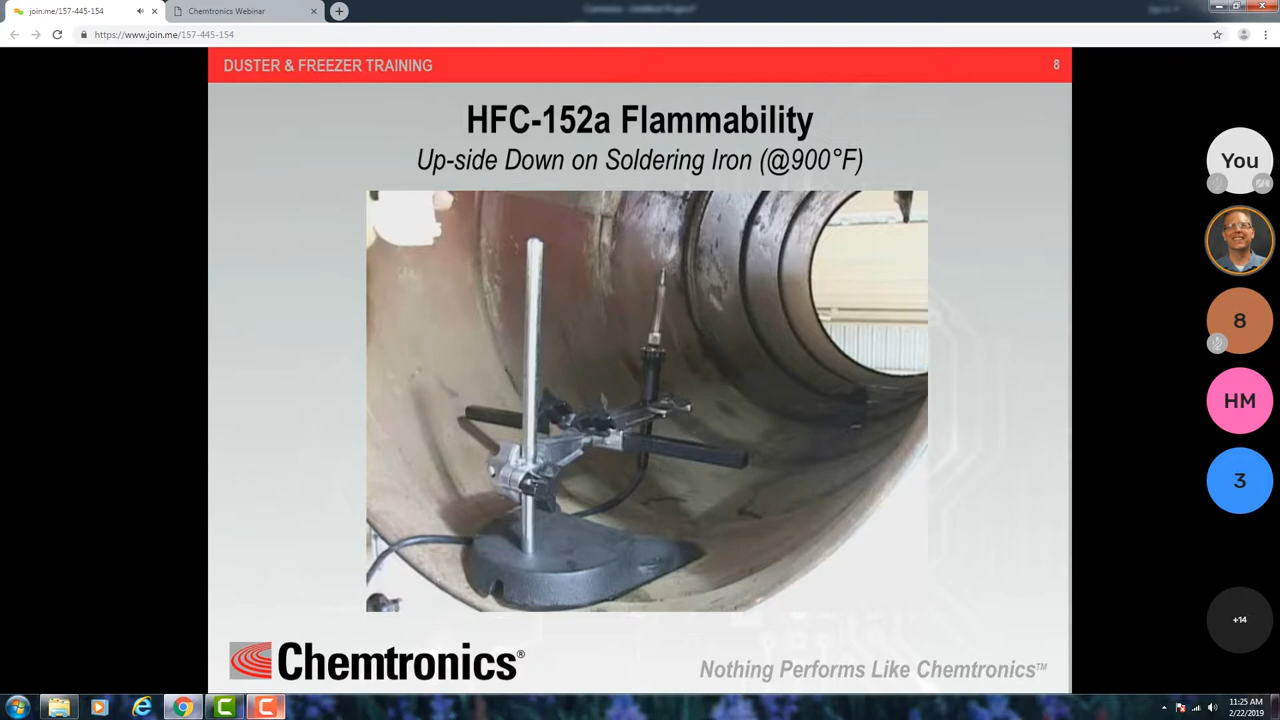 join.me/157-445-154
Chemtronics Webinar
https://www.join.me/157-445-154
DUSTER & FREEZER TRAINING
8
HFC-152a Flammability
Up-side Down on Soldering Iron (@900°F)
You
8
HM
3
+14
Chemtronics®
Nothing Performs Like Chemtronics™
11:25 AM
2/22/2019